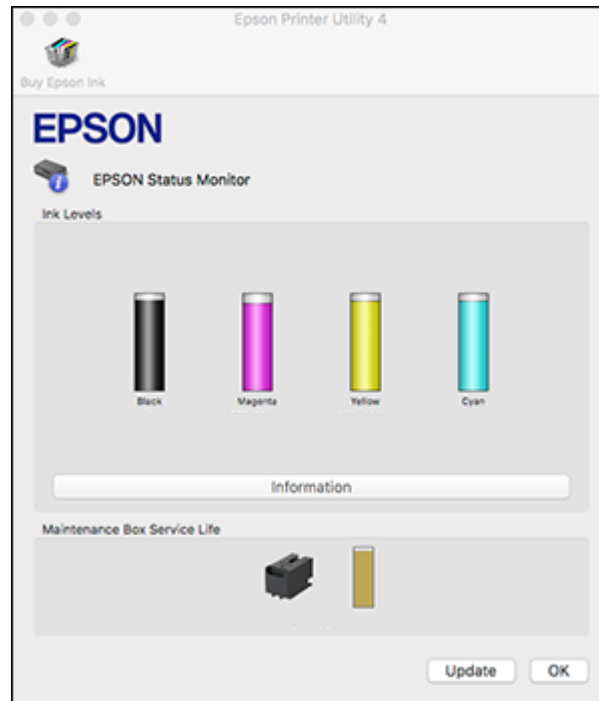 Epson Printer Utility 4
Buy Epson Ink
EPSON
EPSON Status Monitor
Ink Levels
Black
Magenta
Yellow
Cyan
Information
Maintenance Box Service Life
Update
OK